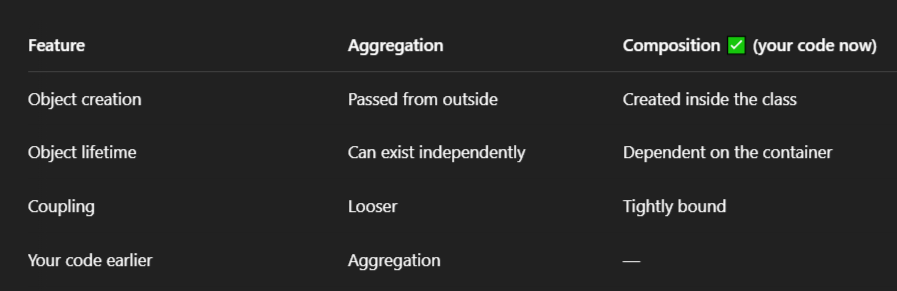 Feature Aggregation Composition ✅ (your code now)
Object creation Passed from outside Created inside the class
Object lifetime Can exist independently Dependent on the container
Coupling Looser Tightly bound
Your code earlier Aggregation —